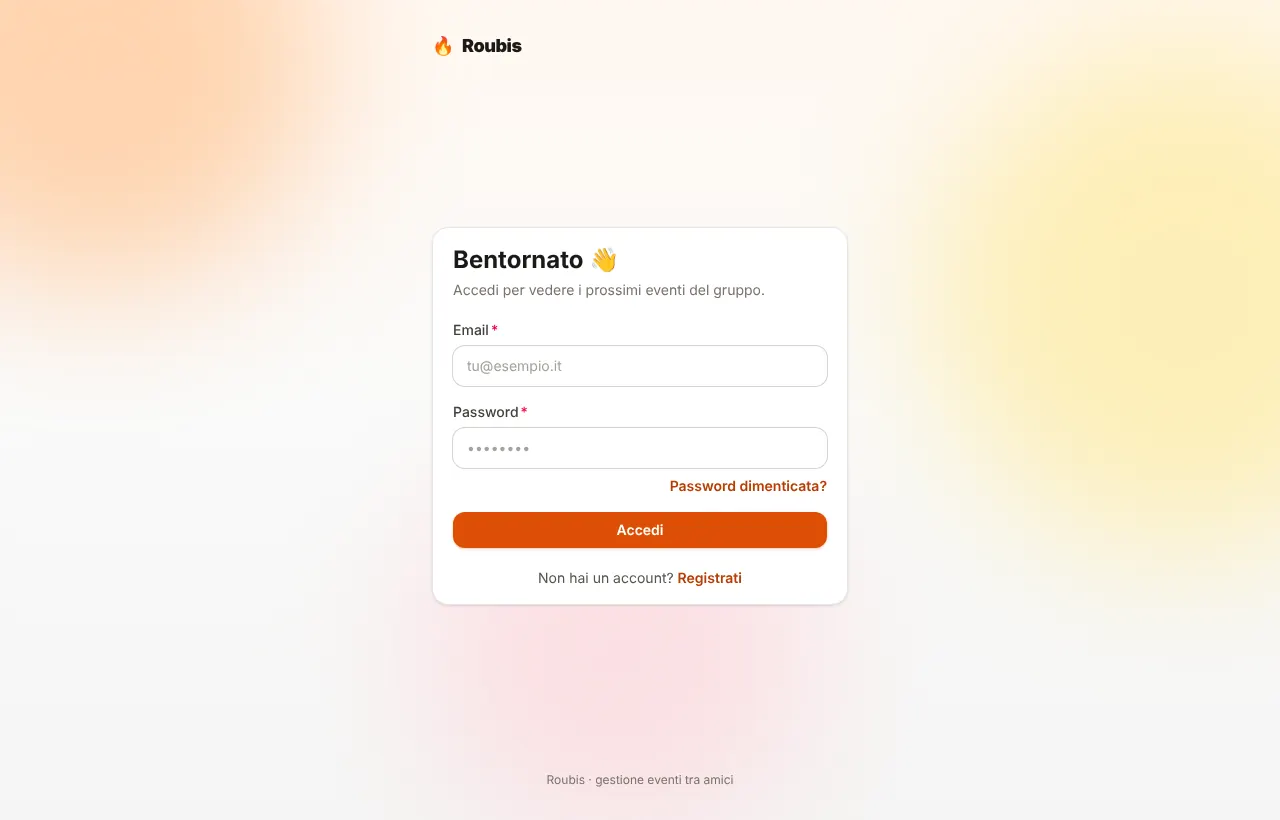 🔥 Roubis
Bentornato 👋
Accedi per vedere i prossimi eventi del gruppo.
Email *
tu@esempio.it
Password *
••••••••
Password dimenticata?
Accedi
Non hai un account? Registrati
Roubis · gestione eventi tra amici